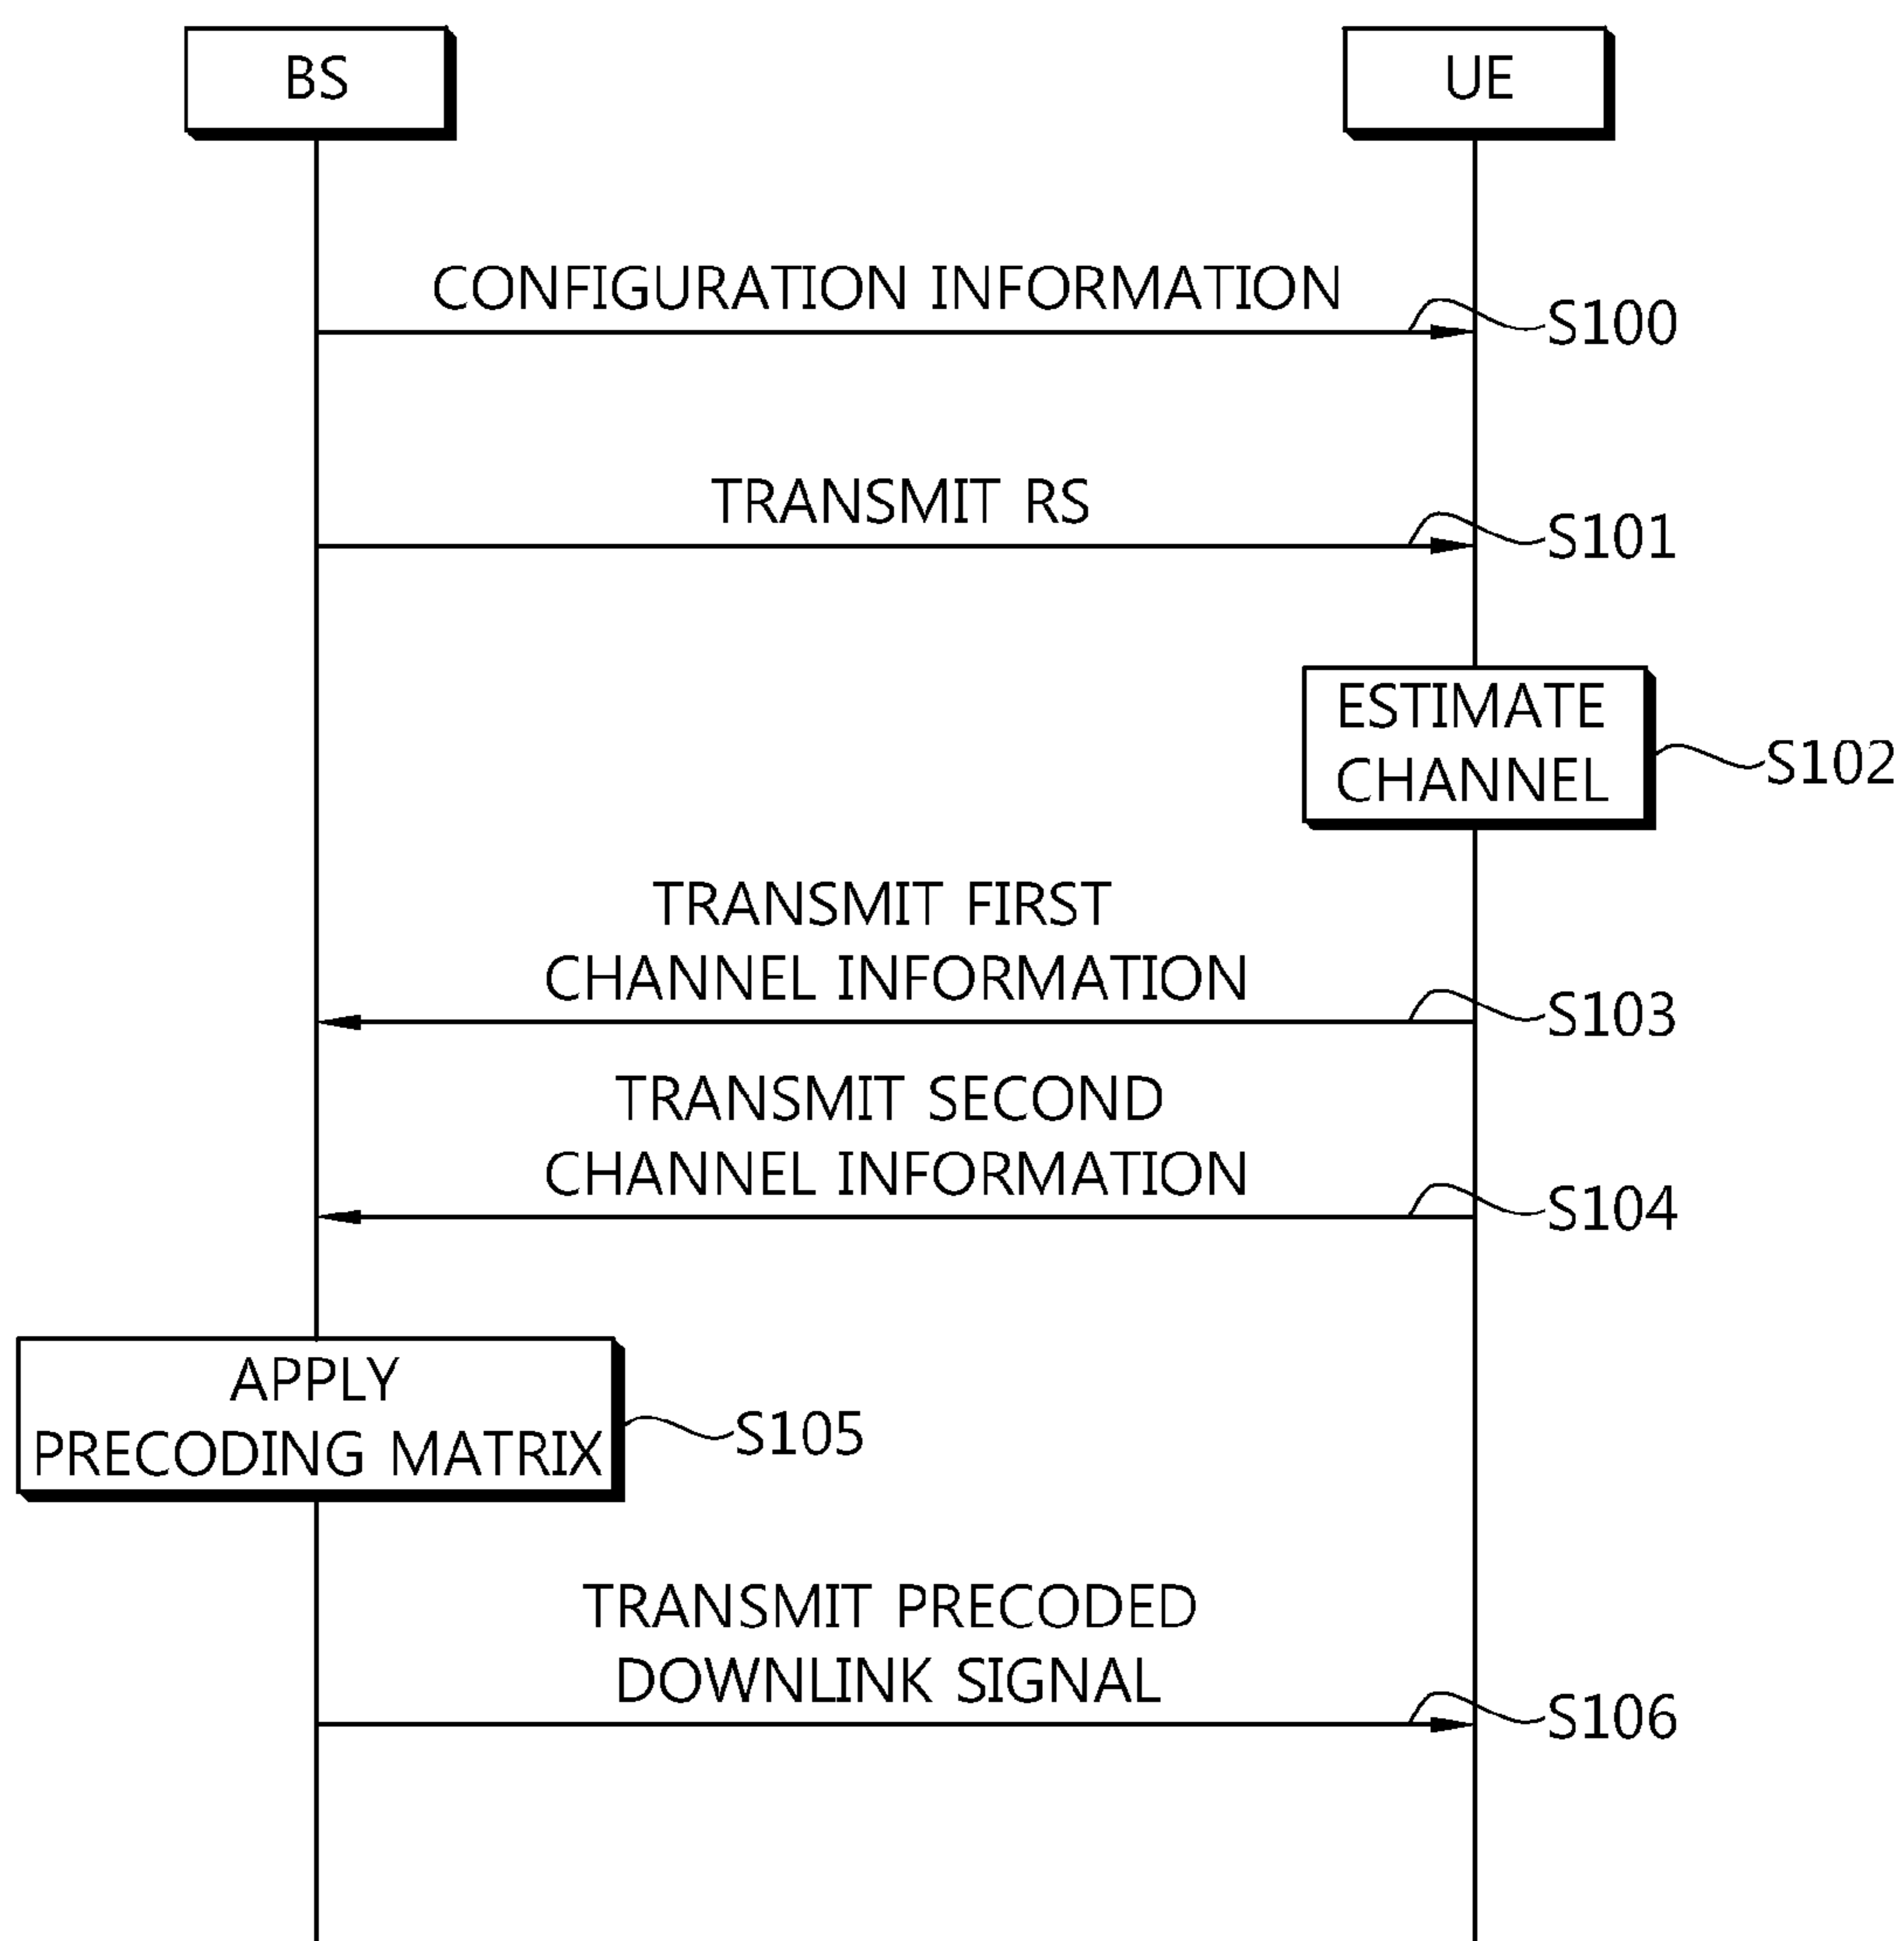 BS
UE
CONFIGURATION INFORMATION
S100
TRANSMIT RS
S101
ESTIMATE
CHANNEL
S102
TRANSMIT FIRST
CHANNEL INFORMATION
S103
TRANSMIT SECOND
CHANNEL INFORMATION
S104
APPLY
PRECODING MATRIX
S105
TRANSMIT PRECODED
DOWNLINK SIGNAL
S106